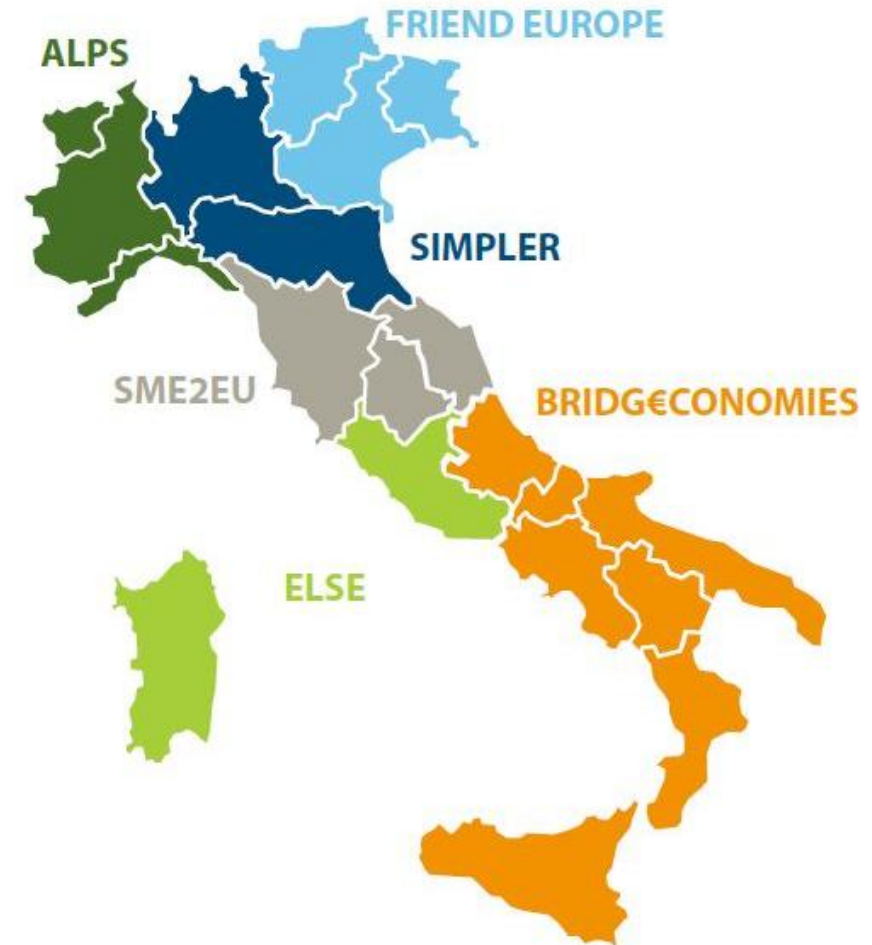 FRIEND EUROPE
ALPS
SIMPLER
SME2EU
BRIDG€CONOMIES
ELSE